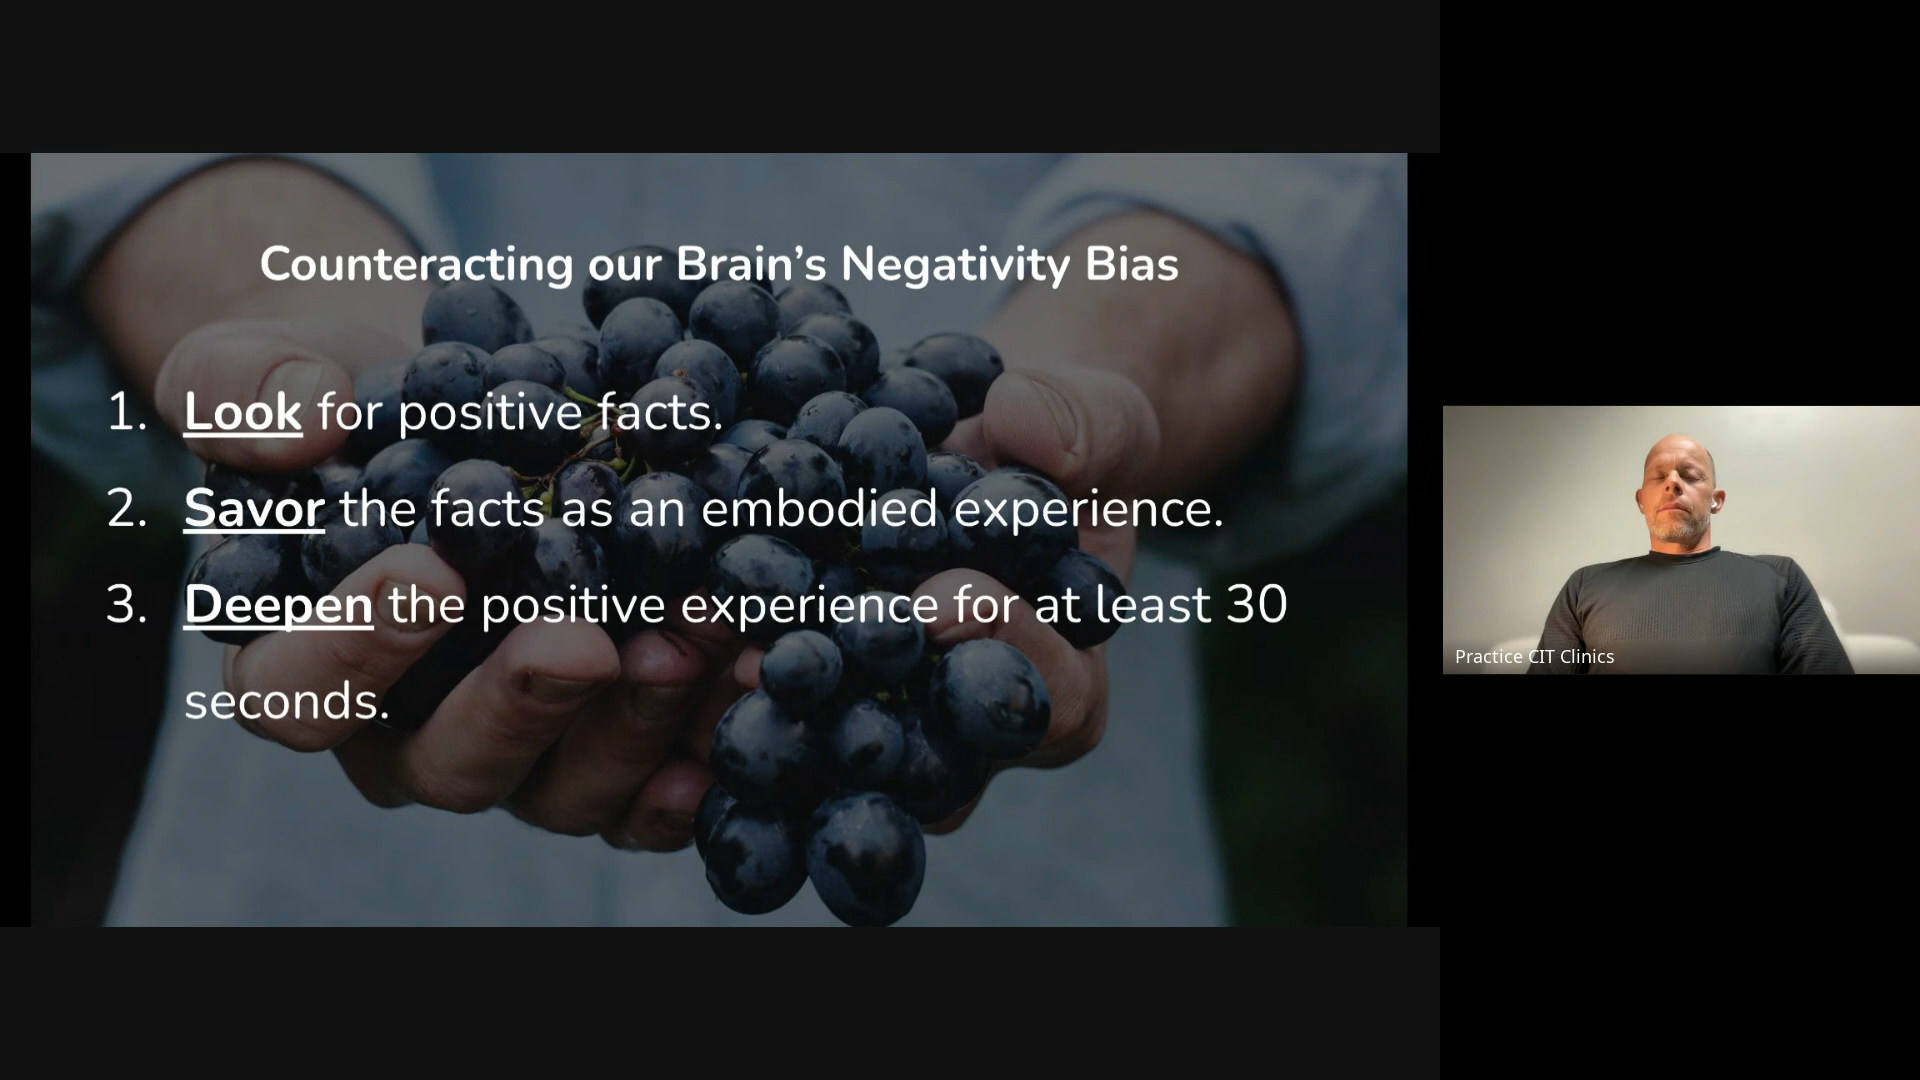 Counteracting our Brain’s Negativity Bias
1. Look for positive facts.
2. Savor the facts as an embodied experience.
3. Deepen the positive experience for at least 30
seconds.
Practice CIT Clinics